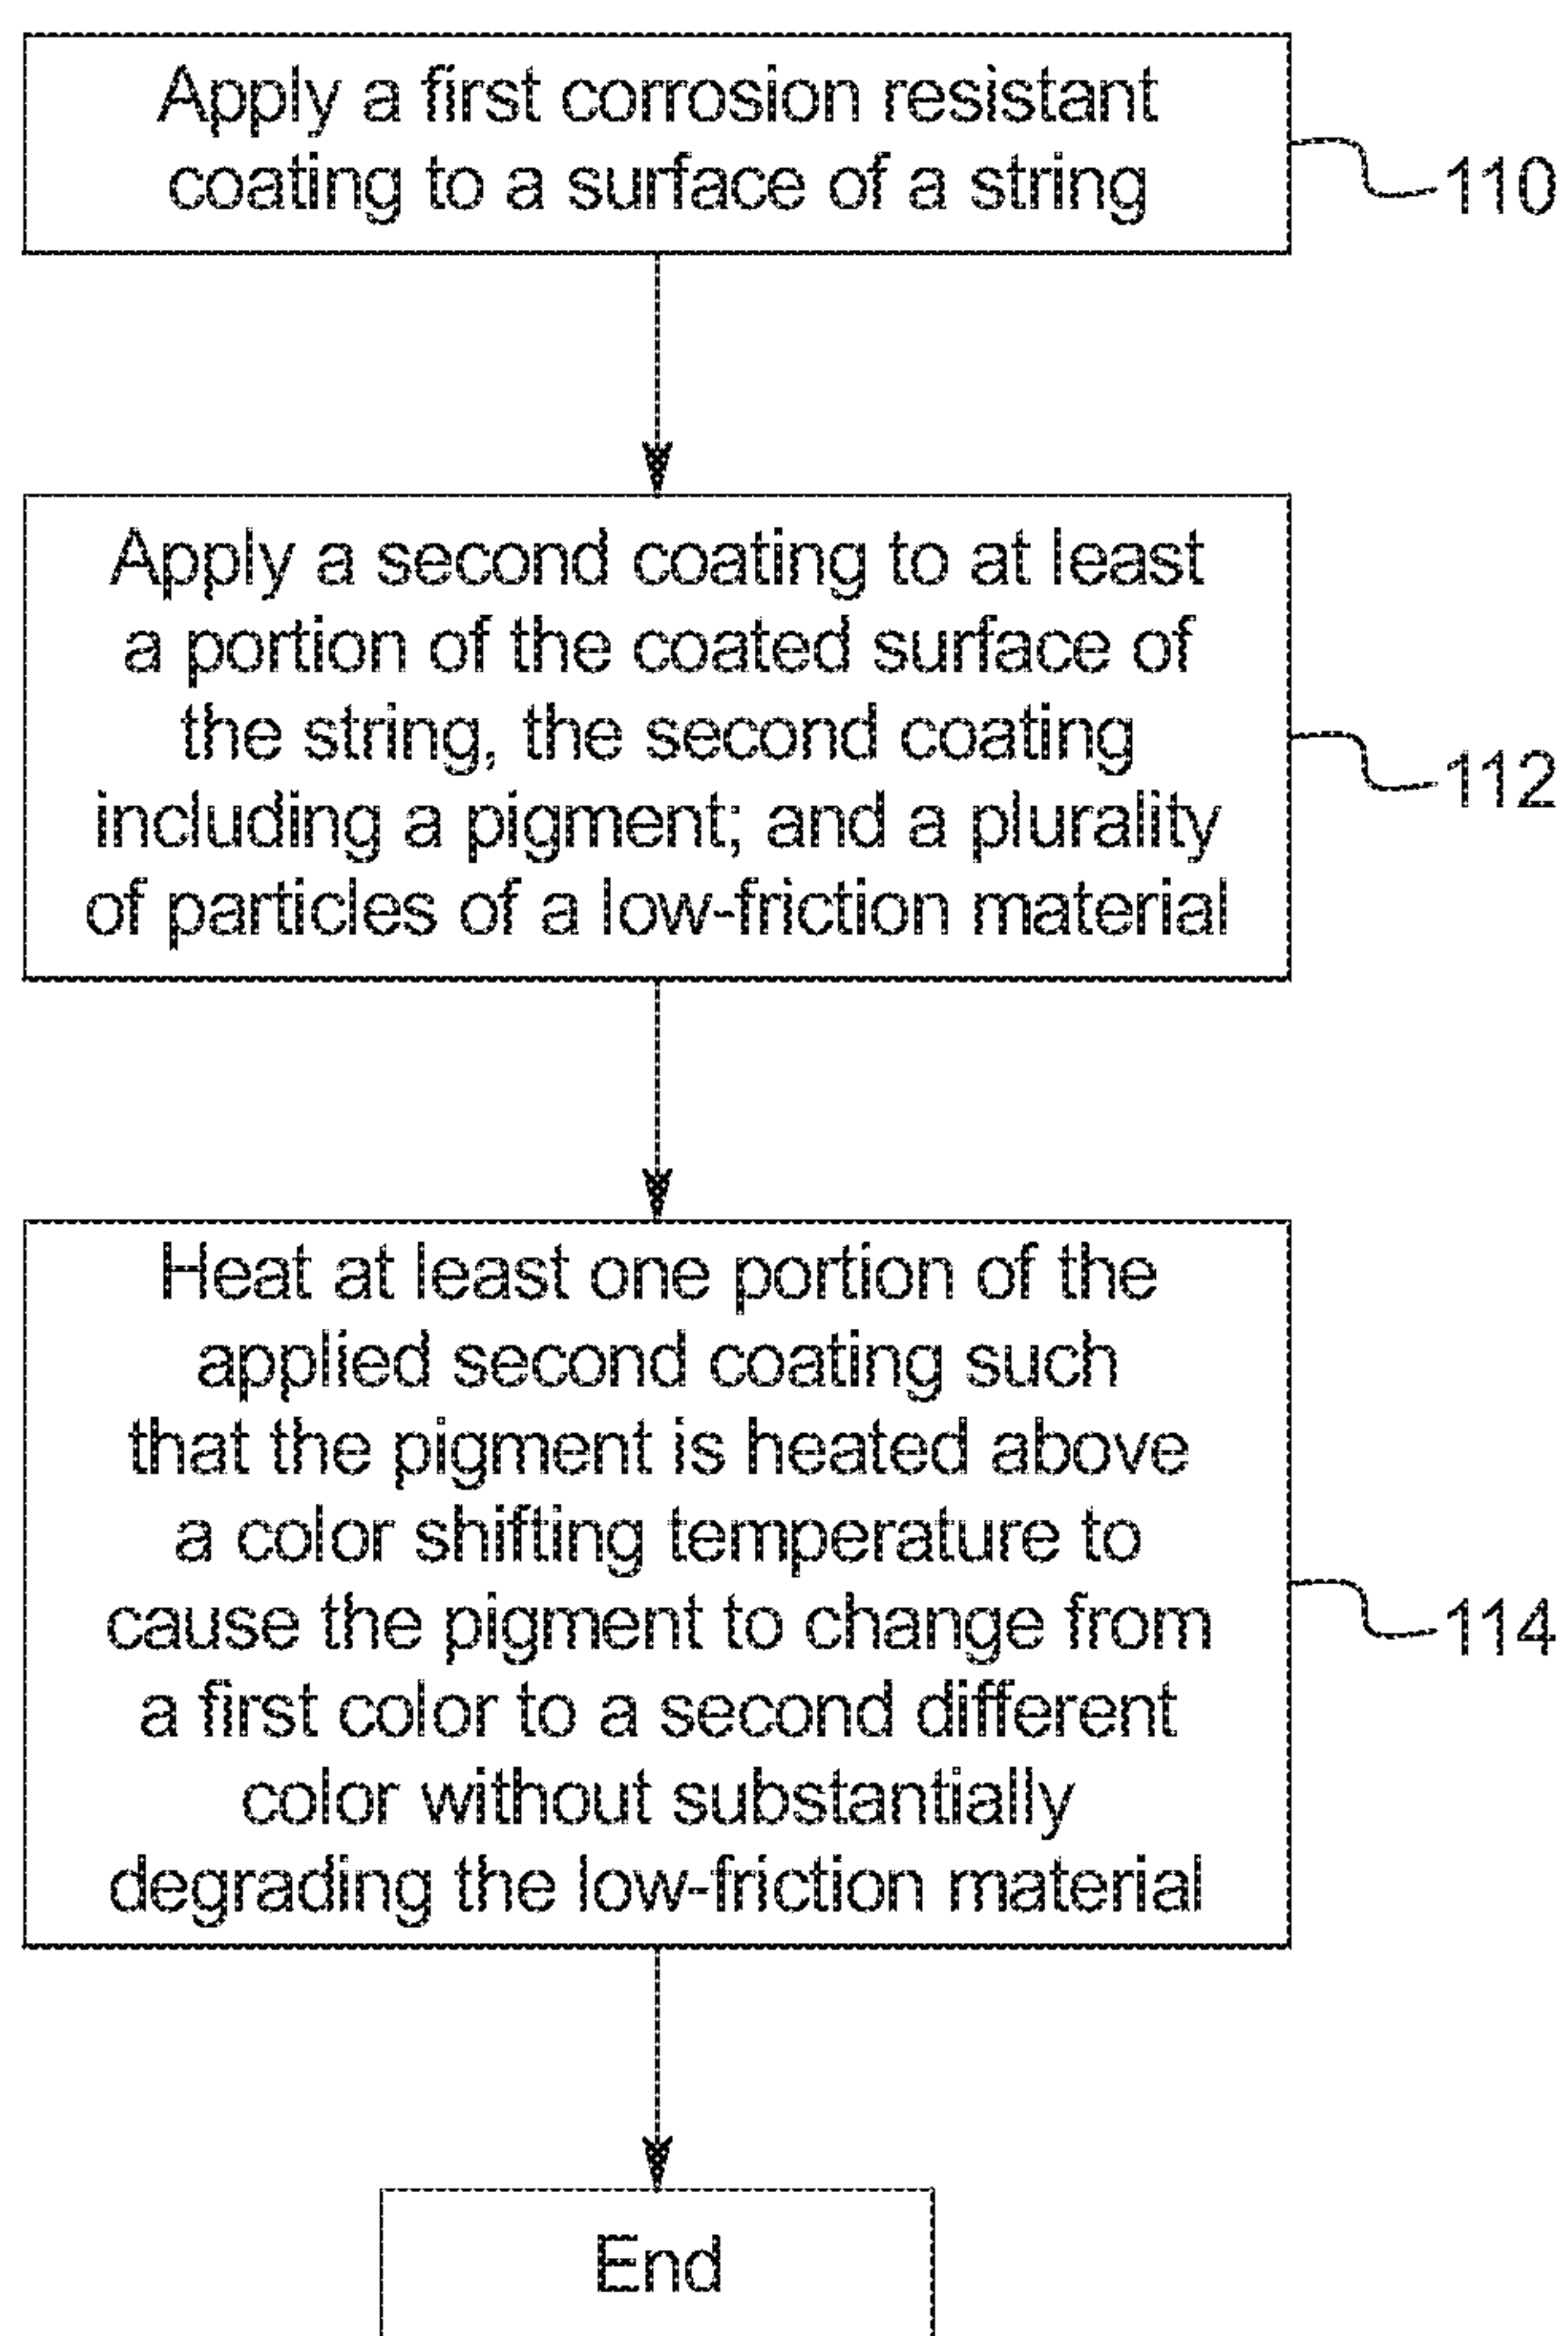 Apply a first corrosion resistant
coating to a surface of a string
110
Apply a second coating to at least
a portion of the coated surface of
the string, the second coating
including a pigment; and a plurality
of particles of a low-friction material
112
Heat at least one portion of the
applied second coating such
that the pigment is heated above
a color shifting temperature to
cause the pigment to change from
a first color to a second different
color without substantially
degrading the low-friction material
114
End